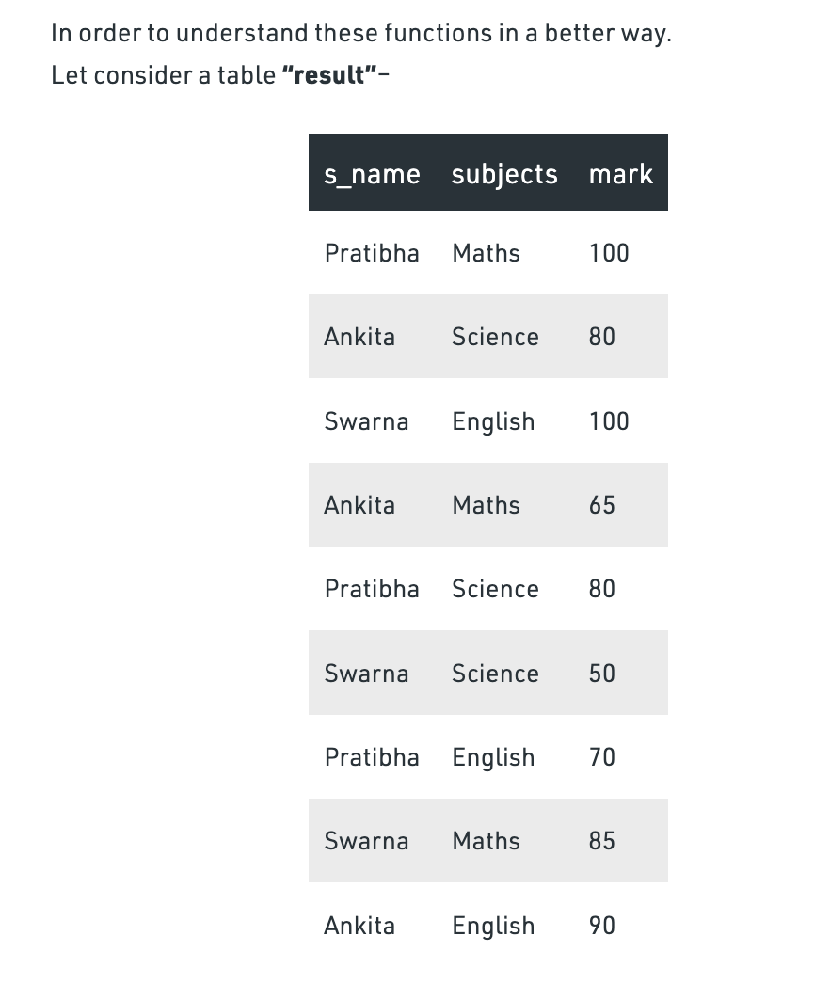 In order to understand these functions in a better way.
Let consider a table “result”–
s_name subjects mark
Pratibha Maths 100
Ankita Science 80
Swarna English 100
Ankita Maths 65
Pratibha Science 80
Swarna Science 50
Pratibha English 70
Swarna Maths 85
Ankita English 90